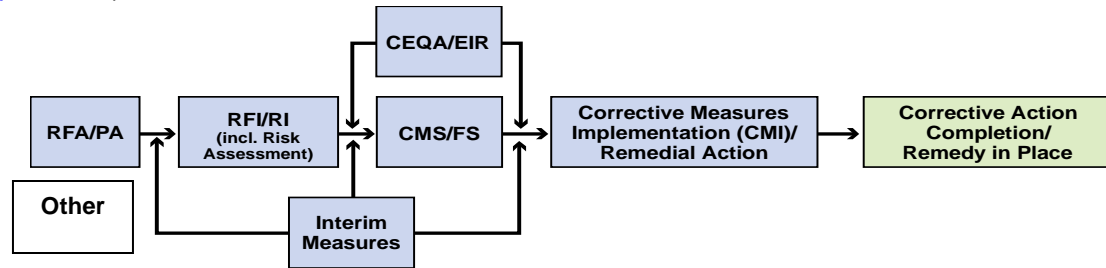 CEQA/EIR
RFA/PA
RFI/RI
(incl. Risk
Assessment)
CMS/FS
Corrective Measures
Implementation (CMI)/
Remedial Action
Corrective Action
Completion/
Remedy in Place
Other
Interim
Measures